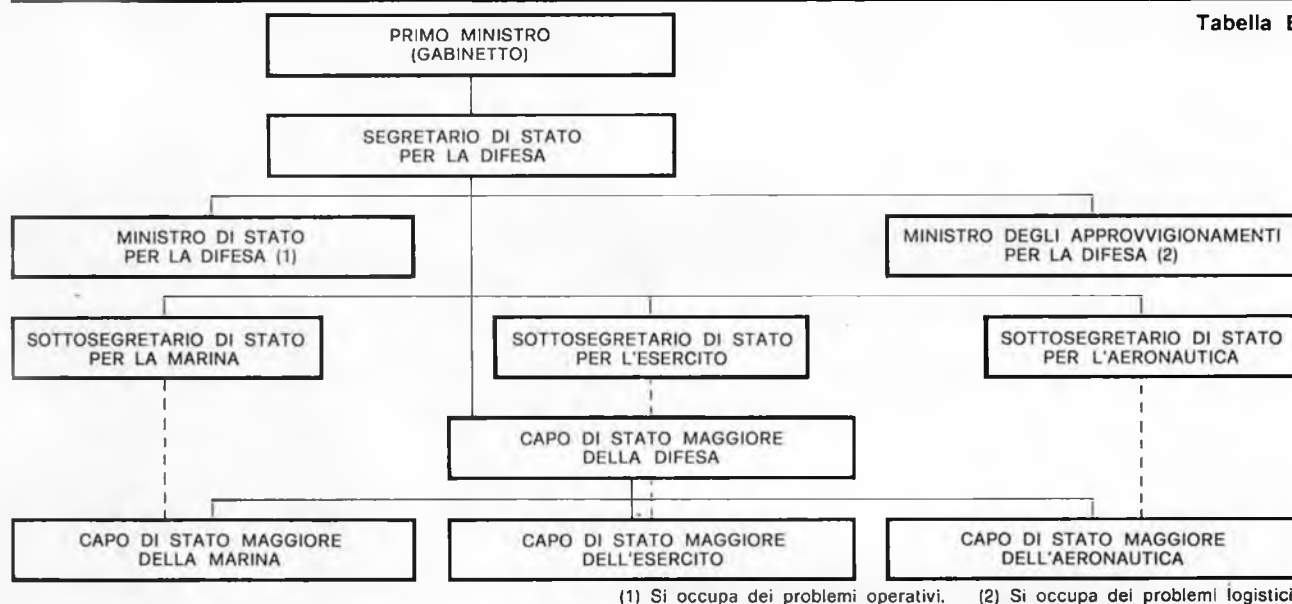 Tabella B
PRIMO MINISTRO
(GABINETTO)
SEGRETARIO DI STATO
PER LA DIFESA
MINISTRO DI STATO
PER LA DIFESA (1)
MINISTRO DEGLI APPROVVIGIONAMENTI
PER LA DIFESA (2)
SOTTOSEGRETARIO DI STATO
PER LA MARINA
SOTTOSEGRETARIO DI STATO
PER L'ESERCITO
SOTTOSEGRETARIO DI STATO
PER L'AERONAUTICA
CAPO DI STATO MAGGIORE
DELLA DIFESA
CAPO DI STATO MAGGIORE
DELLA MARINA
CAPO DI STATO MAGGIORE
DELL'ESERCITO
CAPO DI STATO MAGGIORE
DELL'AERONAUTICA
(1) Si occupa dei problemi operativi. (2) Si occupa dei problemi logistici